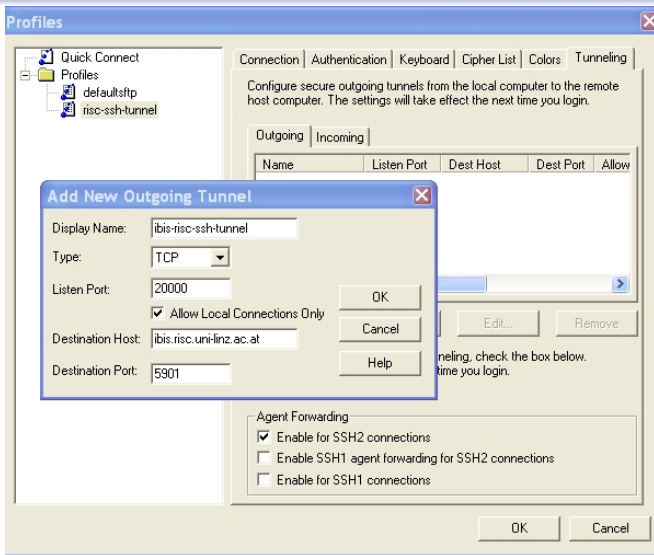 Profiles
Quick Connect
Profiles
defaultsftp
risc-ssh-tunnel
Connection Authentication Keyboard Cipher List Colors Tunneling
Configure secure outgoing tunnels from the local computer to the remote
host computer. The settings will take effect the next time you login.
Outgoing Incoming
Name Listen Port Dest Host Dest Port Allow
Add New Outgoing Tunnel
Display Name: ibis-risc-ssh-tunnel
Type: TCP
Listen Port: 20000
Allow Local Connections Only
Destination Host: ibis.risc.uni-linz.ac.at
Destination Port: 5901
OK
Cancel
Help
Edit... Remove
neling, check the box below.
time you login.
Agent Forwarding
Enable for SSH2 connections
Enable SSH1 agent forwarding for SSH2 connections
Enable for SSH1 connections
OK Cancel